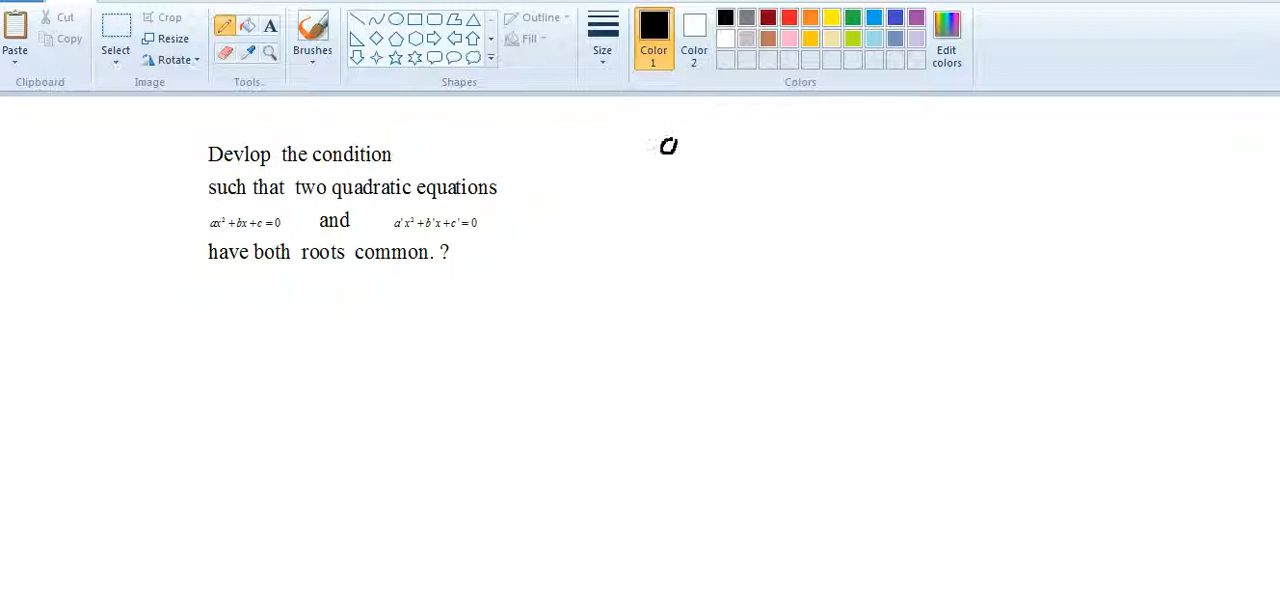 Cut
Crop
Outline
Copy
Resize
Fill
Paste
Select
Rotate
A
Brushes
Size
Color
1
Color
2
Edit
colors
Clipboard
Image
Tools
Shapes
Colors
Devlop the condition
such that two quadratic equations
ax² + bx + c = 0 and a'x² + b'x + c' = 0
have both roots common. ?